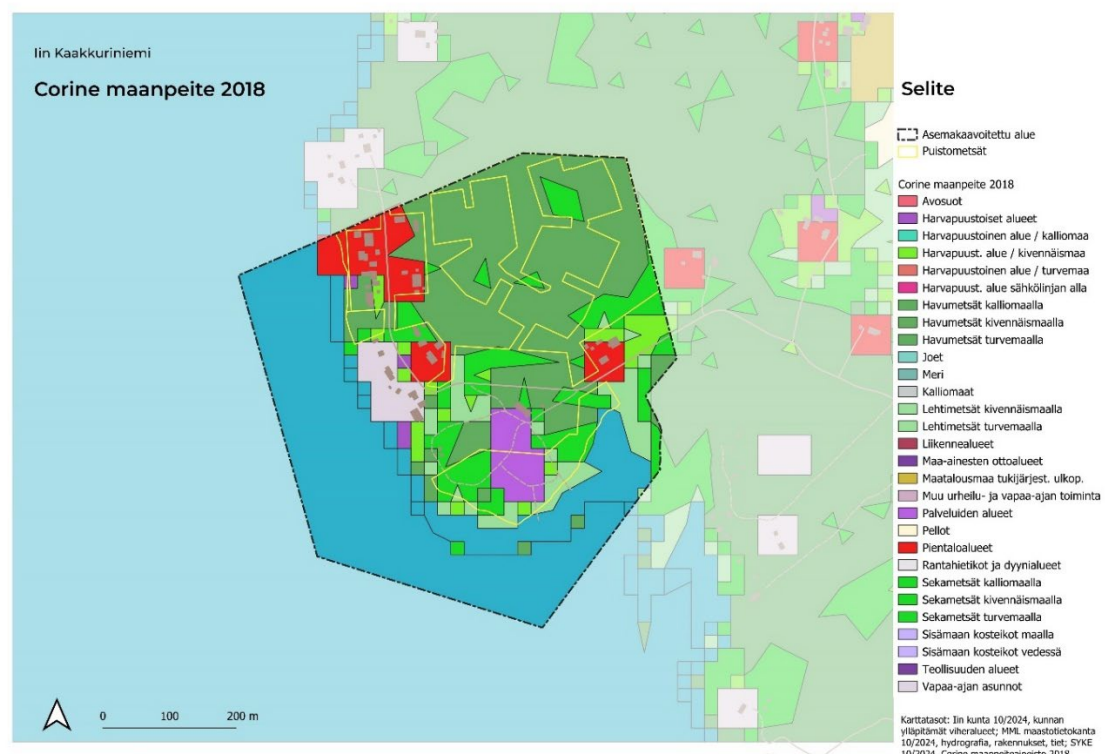 Iin Kaakkuriniemi
Corine maanpeite 2018
0 100 200 m
Selite
Asemakaavoitettu alue
Puistometsät
Corine maanpeite 2018
Avosuot
Harvapuustoiset alueet
Harvapuustoinen alue / kalliomaa
Harvapuust. alue / kivennäismaa
Harvapuustoinen alue / turvemaa
Harvapuust. alue sähkölinjan alla
Havumetsät kalliomaalla
Havumetsät kivennäismaalla
Havumetsät turvemaalla
Joet
Meri
Kalliomaat
Lehtimetsät kivennäismaalla
Lehtimetsät turvemaalla
Liikennealueet
Maa-ainesten ottoalueet
Maatalousmaa tukijärjest. ulkop.
Muu urheilu- ja vapaa-ajan toiminta
Palveluiden alueet
Pellot
Pientaloalueet
Rantahietikot ja dyynialueet
Sekametsät kalliomaalla
Sekametsät kivennäismaalla
Sekametsät turvemaalla
Sisämaan kosteikot maalla
Sisämaan kosteikot vedessä
Teollisuuden alueet
Vapaa-ajan asunnot
Karttatasot: Iin kunta 10/2024, kunnan
ylläpitämät viheralueet; MML maastotietokanta
10/2024, hydrografia, rakennukset, tiet; SYKE
10/2024, Corine maanpeiteaineisto 2018